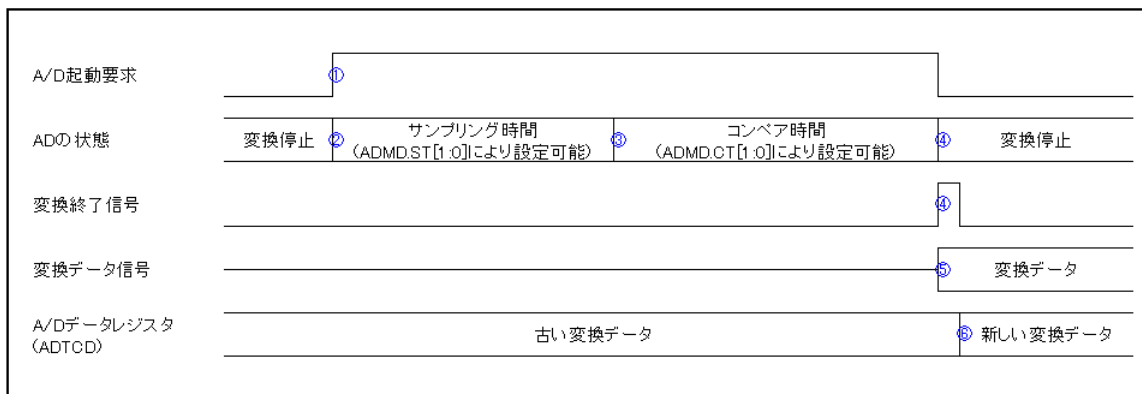 A/D起動要求
①
ADの状態
変換停止
②
サンプリング時間
(ADMD.ST[1:0]により設定可能)
③
コンペア時間
(ADMD.CT[1:0]により設定可能)
④
変換停止
変換終了信号
④
変換データ信号
⑤
変換データ
A/Dデータレジスタ
(ADTCD)
古い変換データ
⑥
新しい変換データ